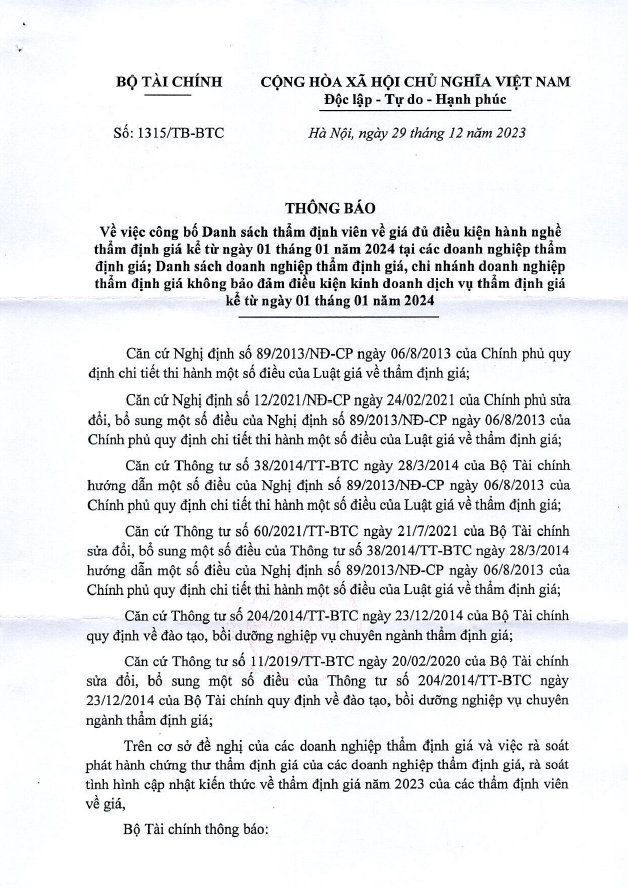 BỘ TÀI CHÍNH
CỘNG HÒA XÃ HỘI CHỦ NGHĨA VIỆT NAM
Độc lập - Tự do - Hạnh phúc
Số: 1315/TB-BTC
Hà Nội, ngày 29 tháng 12 năm 2023
THÔNG BÁO
Về việc công bố Danh sách thẩm định viên về giá đủ điều kiện hành nghề
thẩm định giá kể từ ngày 01 tháng 01 năm 2024 tại các doanh nghiệp thẩm
định giá; Danh sách doanh nghiệp thẩm định giá, chi nhánh doanh nghiệp
thẩm định giá không bảo đảm điều kiện kinh doanh dịch vụ thẩm định giá
kể từ ngày 01 tháng 01 năm 2024
Căn cứ Nghị định số 89/2013/NĐ-CP ngày 06/8/2013 của Chính phủ quy
định chi tiết thi hành một số điều của Luật giá về thẩm định giá;
Căn cứ Nghị định số 12/2021/NĐ-CP ngày 24/02/2021 của Chính phủ sửa
đổi, bổ sung một số điều của Nghị định số 89/2013/NĐ-CP ngày 06/8/2013 của
Chính phủ quy định chi tiết thi hành một số điều của Luật giá về thẩm định giá;
Căn cứ Thông tư số 38/2014/TT-BTC ngày 28/3/2014 của Bộ Tài chính
hướng dẫn một số điều của Nghị định số 89/2013/NĐ-CP ngày 06/8/2013 của
Chính phủ quy định chi tiết thi hành một số điều của Luật giá về thẩm định giá;
Căn cứ Thông tư số 60/2021/TT-BTC ngày 21/7/2021 của Bộ Tài chính
sửa đổi, bổ sung một số điều của Thông tư số 38/2014/TT-BTC ngày 28/3/2014
hướng dẫn một số điều của Nghị định số 89/2013/NĐ-CP ngày 06/8/2013 của
Chính phủ quy định chi tiết thi hành một số điều của Luật giá về thẩm định giá;
Căn cứ Thông tư số 204/2014/TT-BTC ngày 23/12/2014 của Bộ Tài chính
quy định về đào tạo, bồi dưỡng nghiệp vụ chuyên ngành thẩm định giá;
Căn cứ Thông tư số 11/2019/TT-BTC ngày 20/02/2020 của Bộ Tài chính
sửa đổi, bổ sung một số điều của Thông tư số 204/2014/TT-BTC ngày
23/12/2014 của Bộ Tài chính quy định về đào tạo, bồi dưỡng nghiệp vụ chuyên
ngành thẩm định giá;
Trên cơ sở đề nghị của các doanh nghiệp thẩm định giá và việc rà soát
phát hành chứng thư thẩm định giá của các doanh nghiệp thẩm định giá, rà soát
tình hình cập nhật kiến thức về thẩm định giá năm 2023 của các thẩm định viên
về giá,
Bộ Tài chính thông báo: